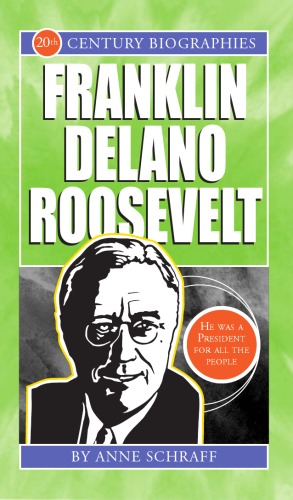 20th CENTURY BIOGRAPHIES
FRANKLIN
DELANO
ROOSEVELT
HE WAS A
PRESIDENT
FOR ALL THE
PEOPLE
BY ANNE SCHRAFF